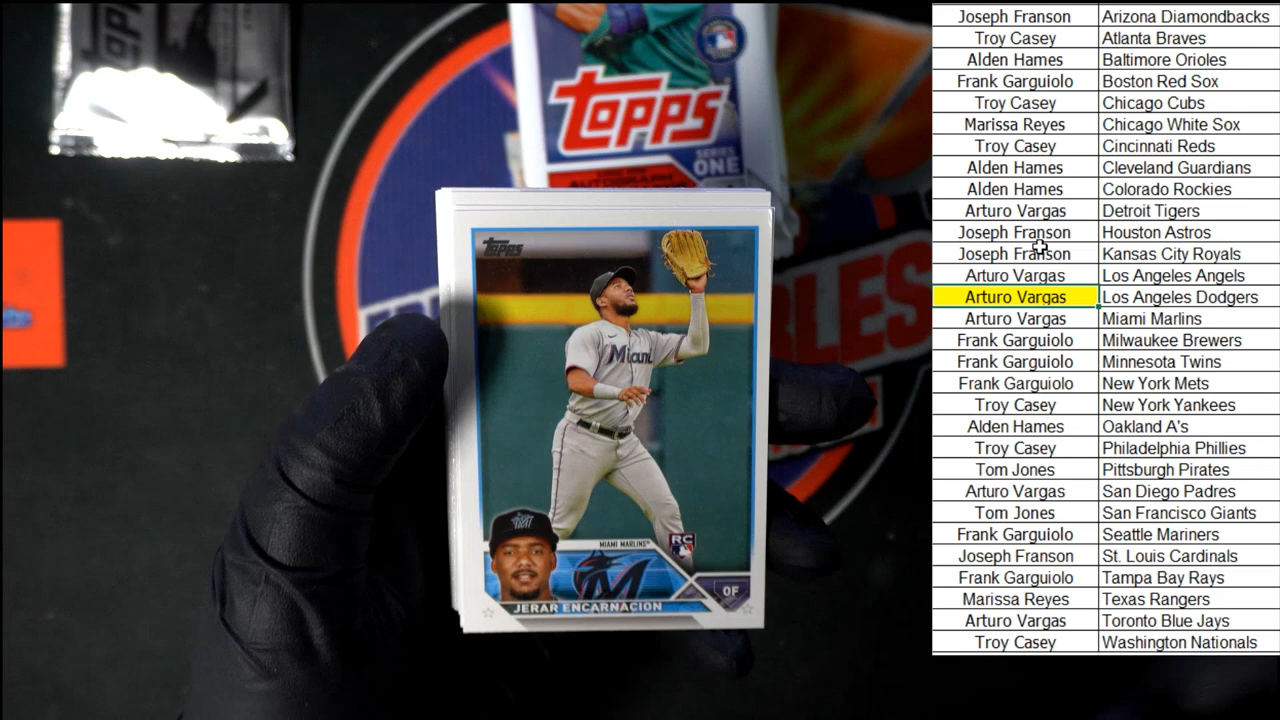 TOPPS
SERIES
ONE
TOPPS
Miami
RC
MIAMI MARLINS
OF
JERAR ENCARNACION
Joseph Franson Arizona Diamondbacks
Troy Casey Atlanta Braves
Alden Hames Baltimore Orioles
Frank Garguiolo Boston Red Sox
Troy Casey Chicago Cubs
Marissa Reyes Chicago White Sox
Troy Casey Cincinnati Reds
Alden Hames Cleveland Guardians
Alden Hames Colorado Rockies
Arturo Vargas Detroit Tigers
Joseph Franson Houston Astros
Joseph Franson Kansas City Royals
Arturo Vargas Los Angeles Angels
Arturo Vargas Los Angeles Dodgers
Arturo Vargas Miami Marlins
Frank Garguiolo Milwaukee Brewers
Frank Garguiolo Minnesota Twins
Frank Garguiolo New York Mets
Troy Casey New York Yankees
Alden Hames Oakland A's
Troy Casey Philadelphia Phillies
Tom Jones Pittsburgh Pirates
Arturo Vargas San Diego Padres
Tom Jones San Francisco Giants
Frank Garguiolo Seattle Mariners
Joseph Franson St. Louis Cardinals
Frank Garguiolo Tampa Bay Rays
Marissa Reyes Texas Rangers
Arturo Vargas Toronto Blue Jays
Troy Casey Washington Nationals